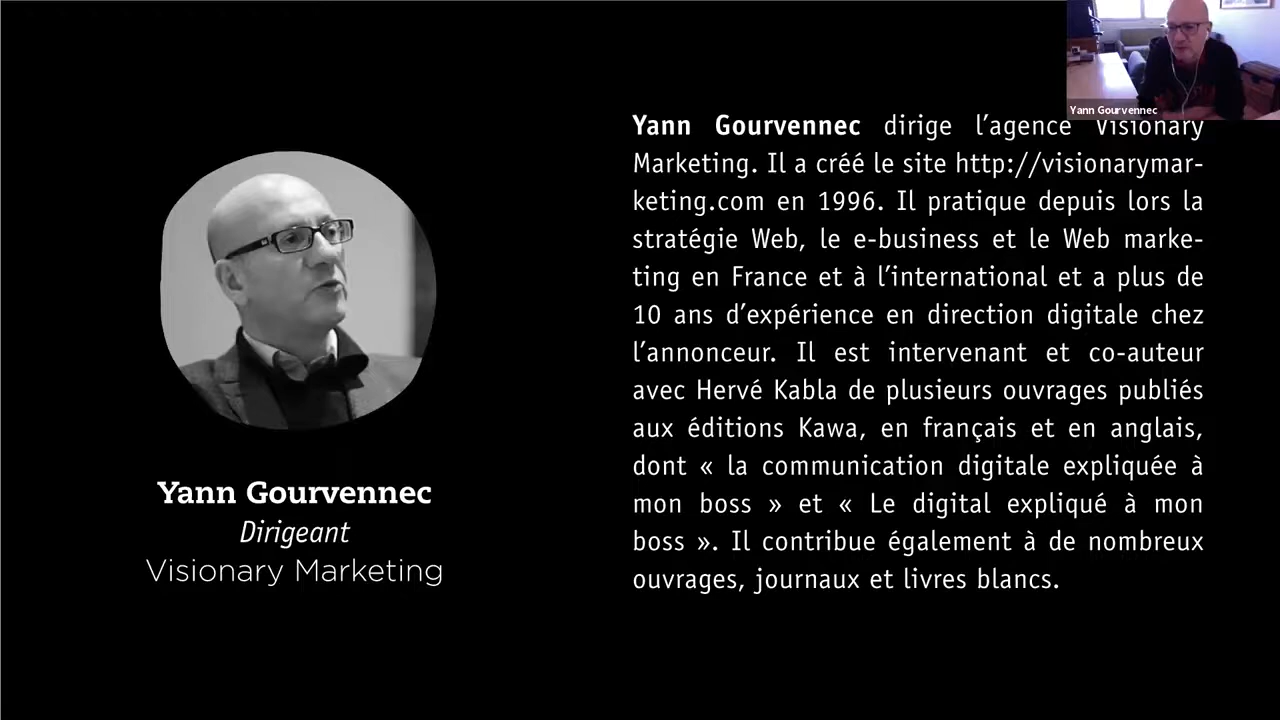 Yann Gourvennec
Yann Gourvennec dirige l’agence Visionary
Marketing. Il a créé le site http://visionarymar-
keting.com en 1996. Il pratique depuis lors la
stratégie Web, le e-business et le Web marke-
ting en France et à l’international et a plus de
10 ans d’expérience en direction digitale chez
l’annonceur. Il est intervenant et co-auteur
avec Hervé Kabla de plusieurs ouvrages publiés
aux éditions Kawa, en français et en anglais,
dont « la communication digitale expliquée à
mon boss » et « Le digital expliqué à mon
boss ». Il contribue également à de nombreux
ouvrages, journaux et livres blancs.
Yann Gourvennec
Dirigeant
Visionary Marketing